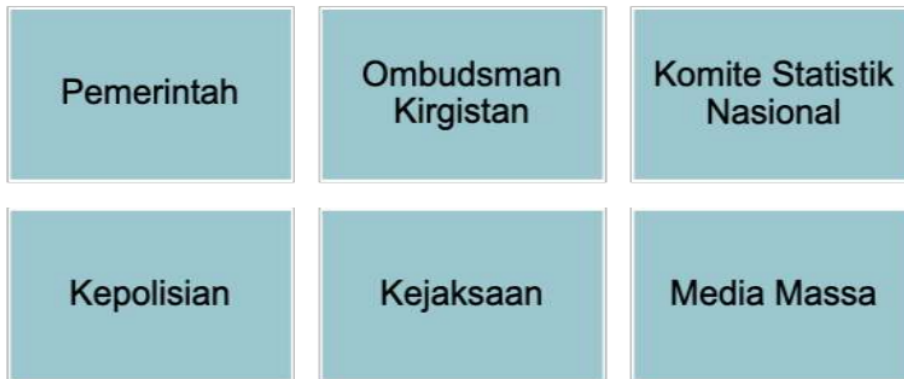 Pemerintah
Ombudsman
Kirgistan
Komite Statistik
Nasional
Kepolisian
Kejaksaan
Media Massa